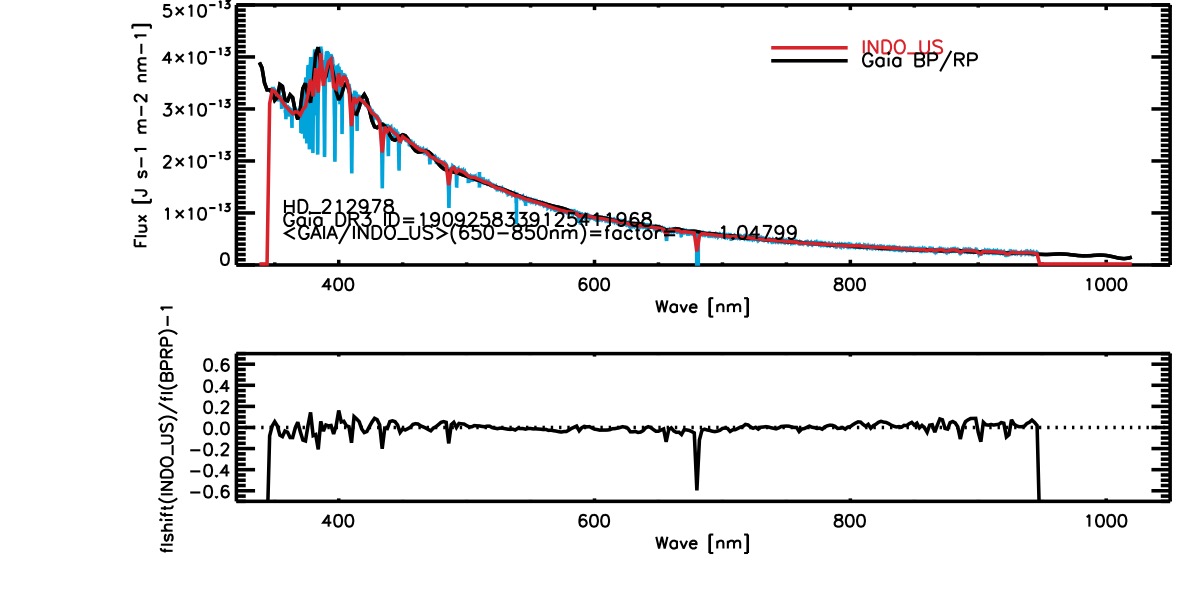 5×10−13
4×10−13
3×10−13
2×10−13
1×10−13
0
Flux [J s−1 m−2 nm−1]
INDO_US
Gaia BP/RP
HD_212978
Gaia DR3 ID=1909258339125411968
<GAIA/INDO_US>(650−850nm)=factor= 1.04799
400 600 800 1000
Wave [nm]
0.6
0.4
0.2
0.0
−0.2
−0.4
−0.6
flshift(INDO_US)/fl(BPRP)−1
400 600 800 1000
Wave [nm]